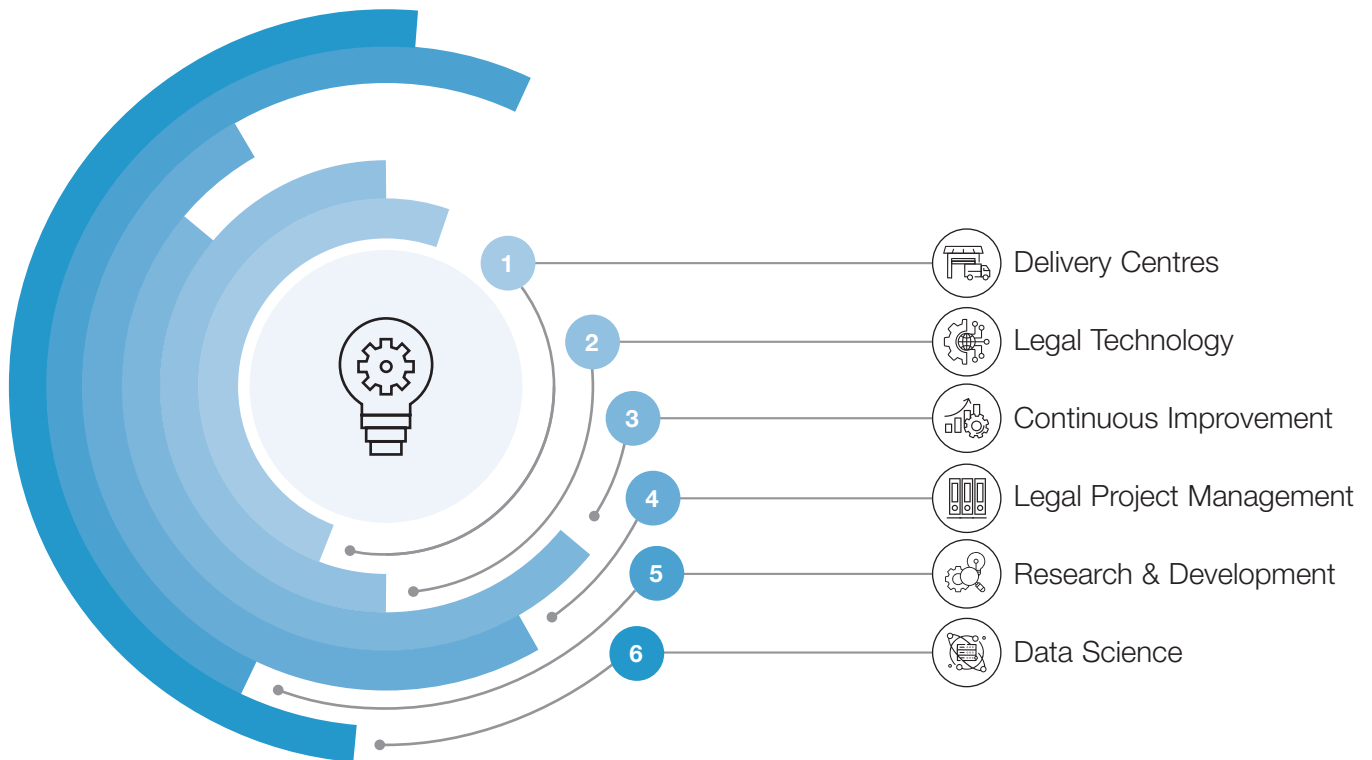 1 Delivery Centres
2 Legal Technology
3 Continuous Improvement
4 Legal Project Management
5 Research & Development
6 Data Science